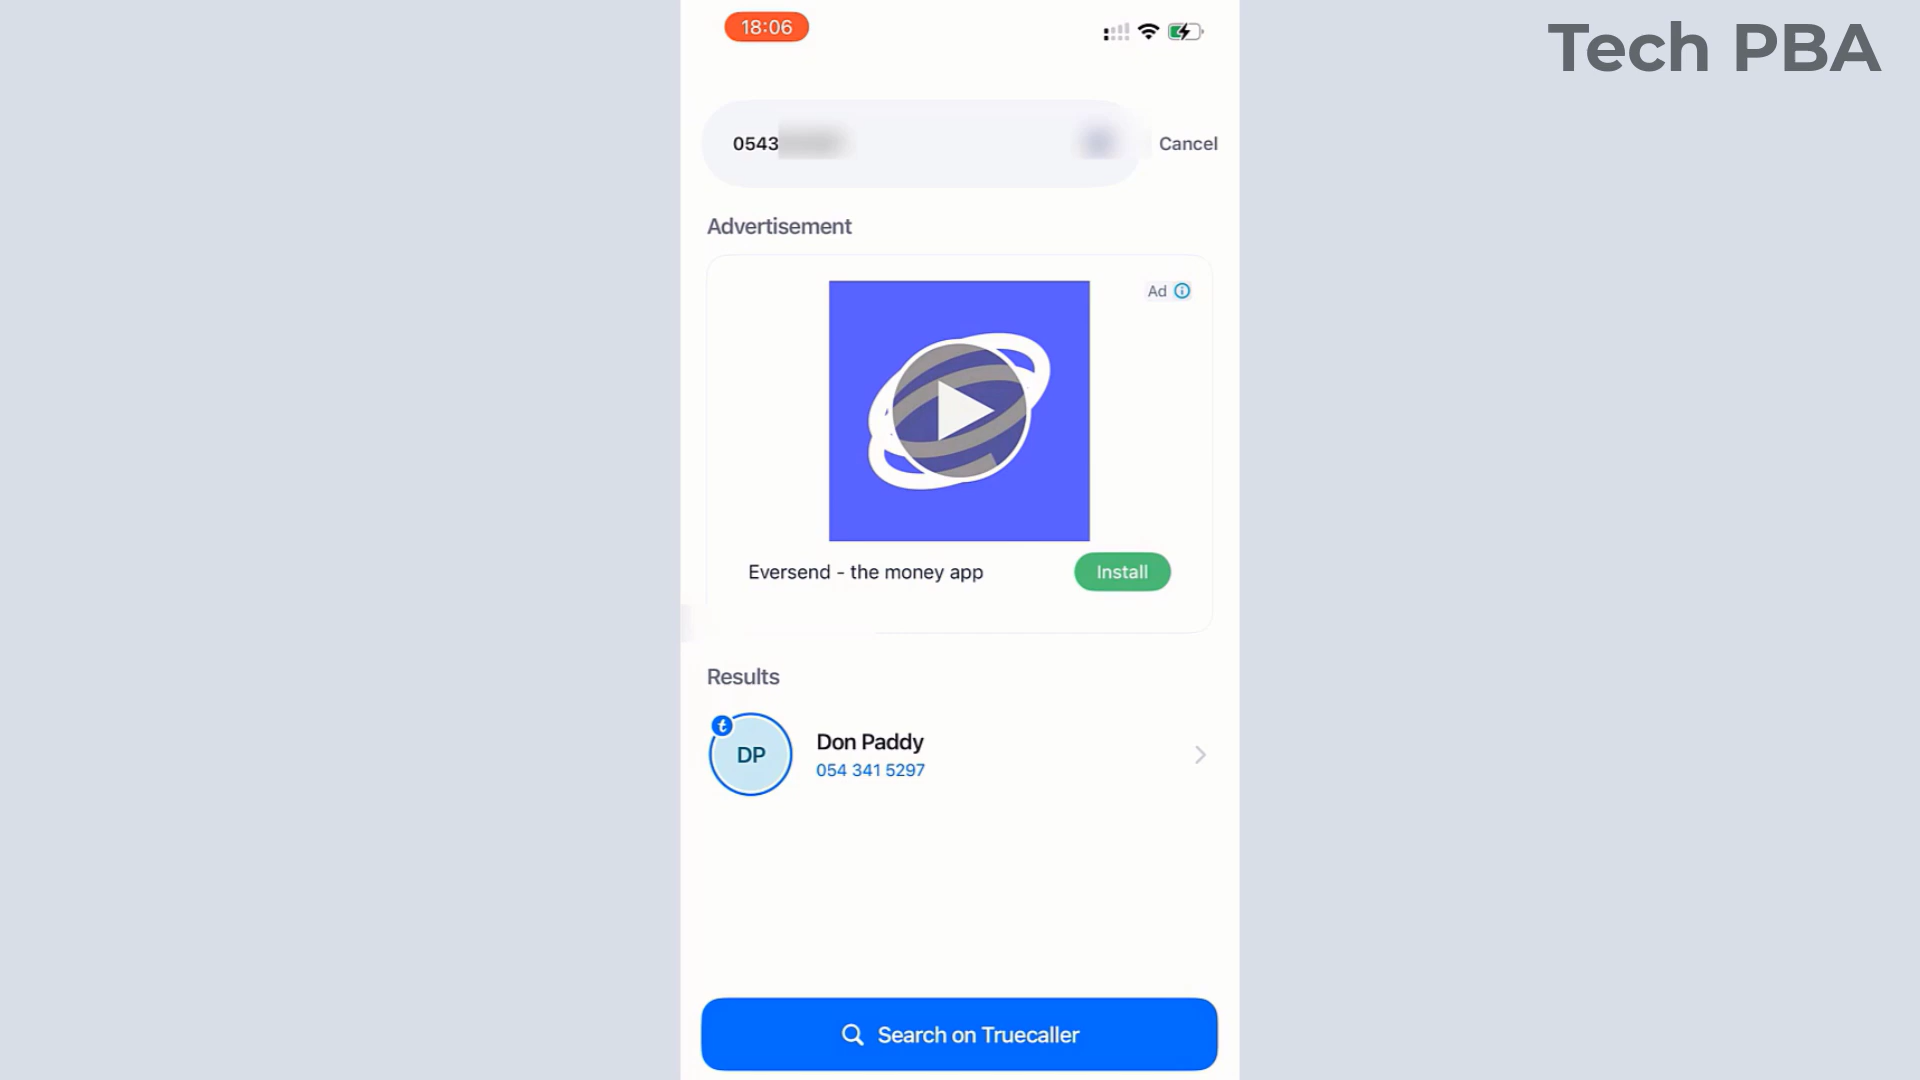 Tech PBA
18:06
0543
Cancel
Advertisement
Ad
Eversend - the money app
Install
Results
DP
Don Paddy
054 341 5297
Search on Truecaller